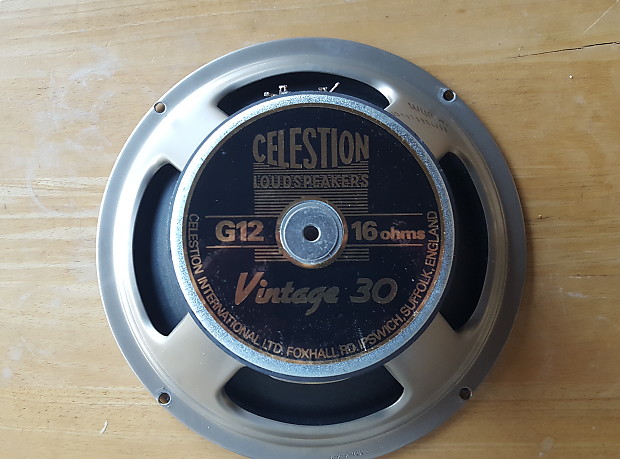 CELESTION
LOUDSPEAKERS
G12 16 ohms
Vintage 30
CELESTION INTERNATIONAL LTD. FOXHALL RD. IPSWICH, SUFFOLK, ENGLAND